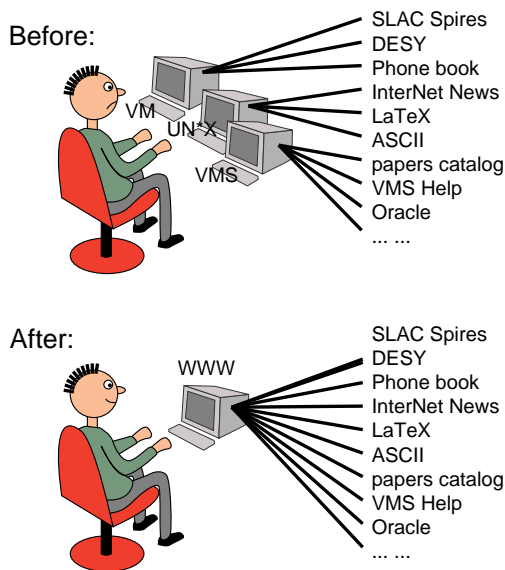 Before:
SLAC Spires
DESY
Phone book
InterNet News
LaTeX
ASCII
papers catalog
VMS Help
Oracle
... ...
VM
UN*X
VMS
After:
WWW
SLAC Spires
DESY
Phone book
InterNet News
LaTeX
ASCII
papers catalog
VMS Help
Oracle
... ...